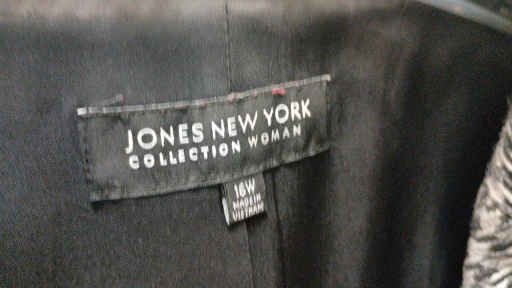 JONES NEW YORK
COLLECTION WOMAN
16W
MADE IN
VIETNAM